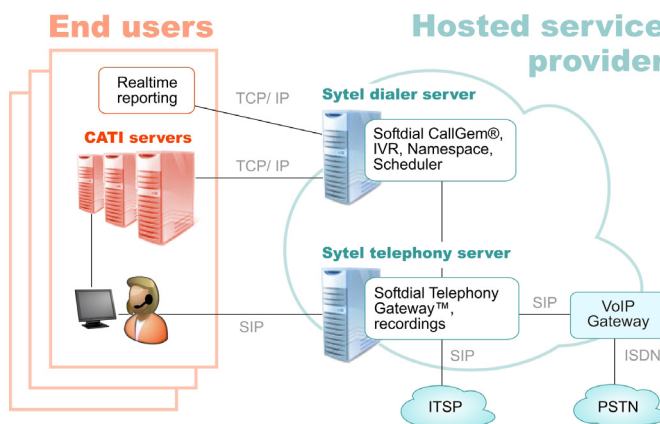 End users
Hosted service
provider
Realtime
reporting
TCP/ IP
Sytel dialer server
CATI servers
Softdial CallGem®,
IVR, Namespace,
Scheduler
TCP/ IP
Sytel telephony server
Softdial Telephony
Gateway™,
recordings
SIP
SIP
VoIP
Gateway
SIP
ISDN
ITSP
PSTN